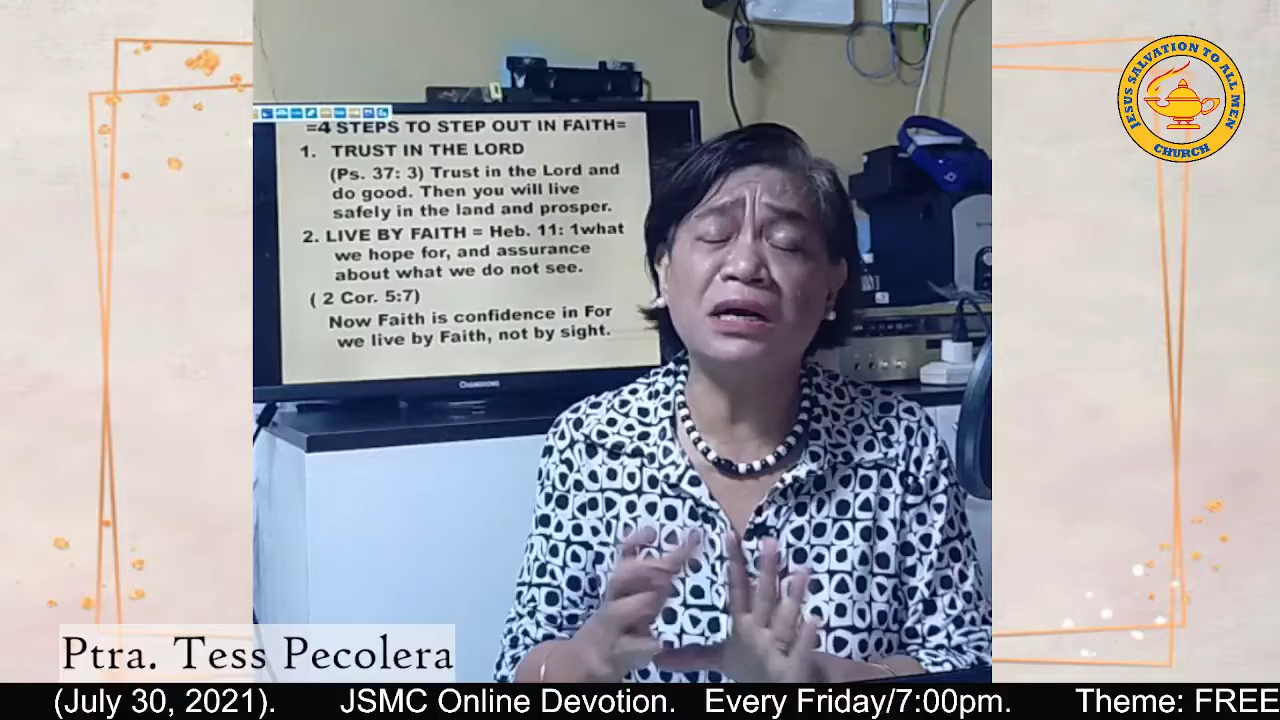 =4 STEPS TO STEP OUT IN FAITH=
1. TRUST IN THE LORD
(Ps. 37: 3) Trust in the Lord and
do good. Then you will live
safely in the land and prosper.
2. LIVE BY FAITH = Heb. 11: 1what
we hope for, and assurance
about what we do not see.
( 2 Cor. 5:7)
Now Faith is confidence in For
we live by Faith, not by sight.
CHANGHONG
JESUS SALVATION TO ALL MEN
CHURCH
Ptra. Tess Pecolera
(July 30, 2021). JSMC Online Devotion. Every Friday/7:00pm. Theme: FREE